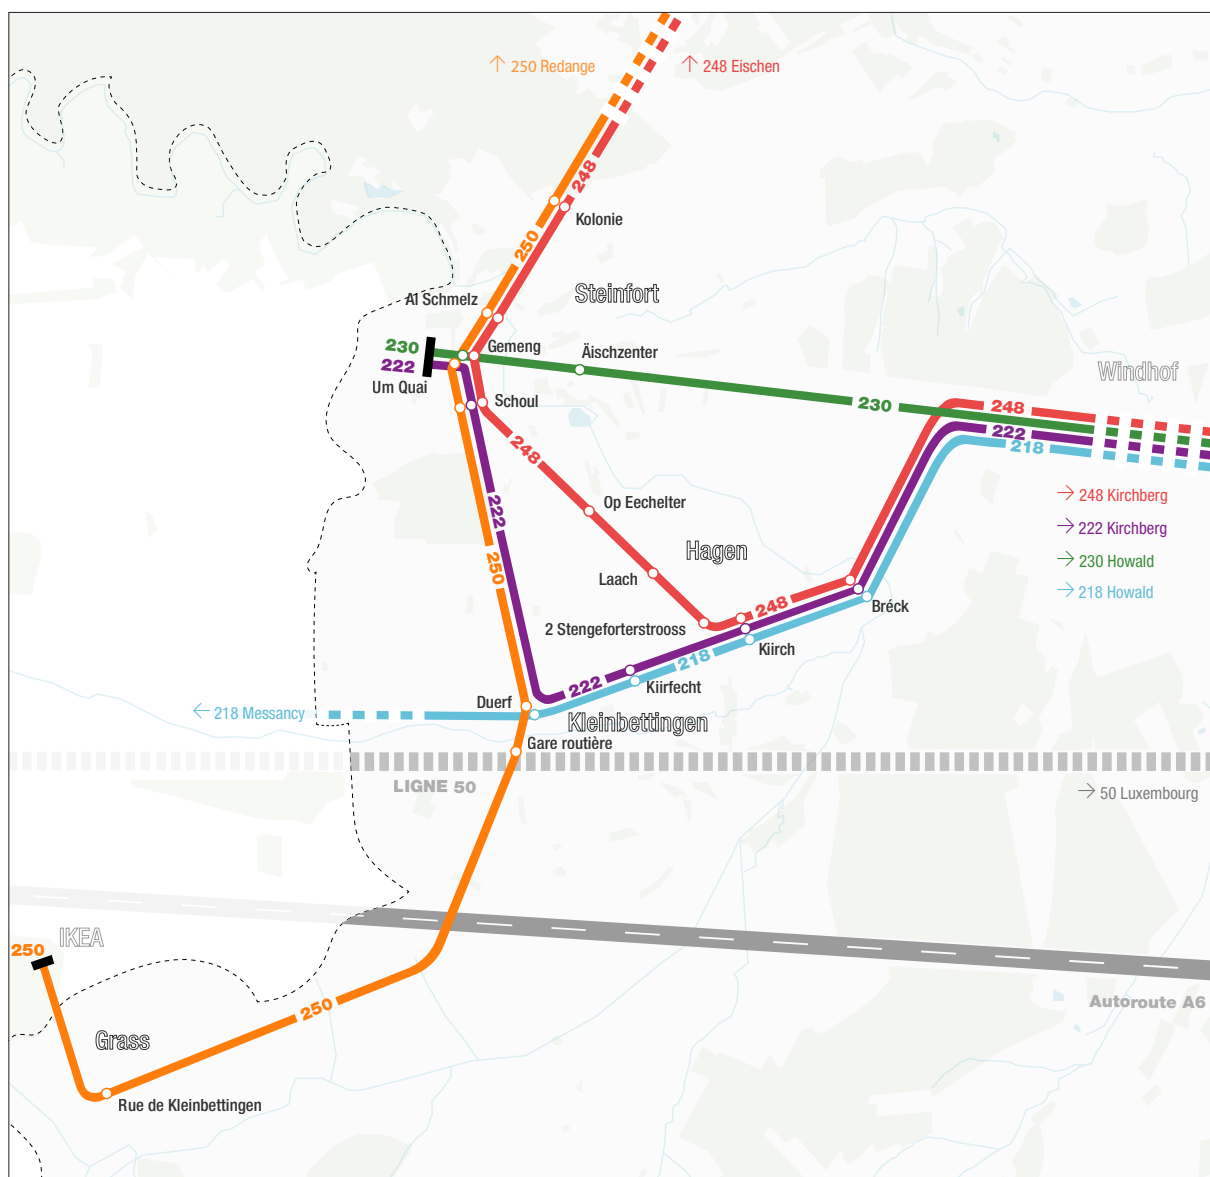 250 Redange
248 Eischen
248
Kolonie
250
Steinfort
A1 Schmelz
230
Gemeng
Äischzenter
222
Um Quai
Windhof
Schoul
230
248
248
222
218
222
Op Eechelter
248 Kirchberg
222 Kirchberg
Hagen
250
230 Howald
Laach
218 Howald
248
Bréck
2 Stengeforterstrooss
Kiirch
218
222
Kiirfecht
Duerf
218 Messancy
Kleinbettingen
Gare routière
LIGNE 50
50 Luxembourg
IKEA
250
Autoroute A6
250
Grass
Rue de Kleinbettingen